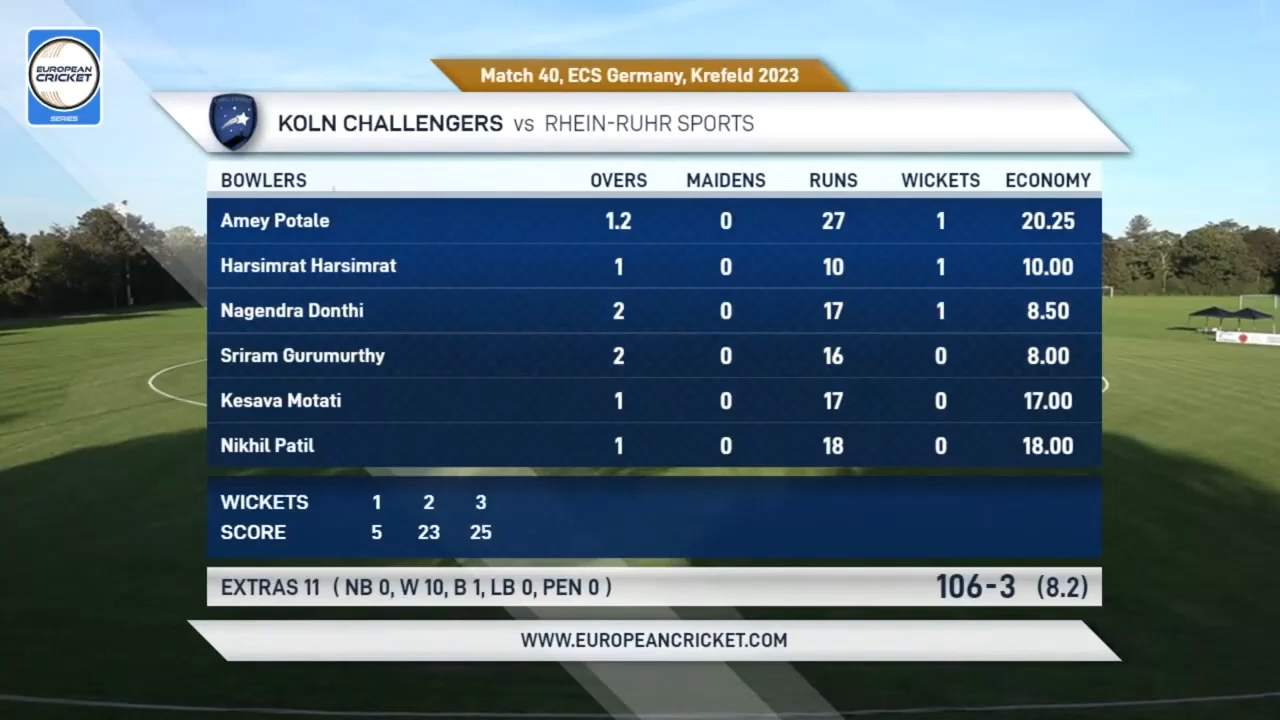 EUROPEAN
CRICKET
SERIES
Match 40, ECS Germany, Krefeld 2023
KOLN CHALLENGERS vs RHEIN-RUHR SPORTS
BOWLERS OVERS MAIDENS RUNS WICKETS ECONOMY
Amey Potale 1.2 0 27 1 20.25
Harsimrat Harsimrat 1 0 10 1 10.00
Nagendra Donthi 2 0 17 1 8.50
Sriram Gurumurthy 2 0 16 0 8.00
Kesava Motati 1 0 17 0 17.00
Nikhil Patil 1 0 18 0 18.00
WICKETS 1 2 3
SCORE 5 23 25
EXTRAS 11 ( NB 0, W 10, B 1, LB 0, PEN 0 ) 106-3 (8.2)
WWW.EUROPEANCRICKET.COM